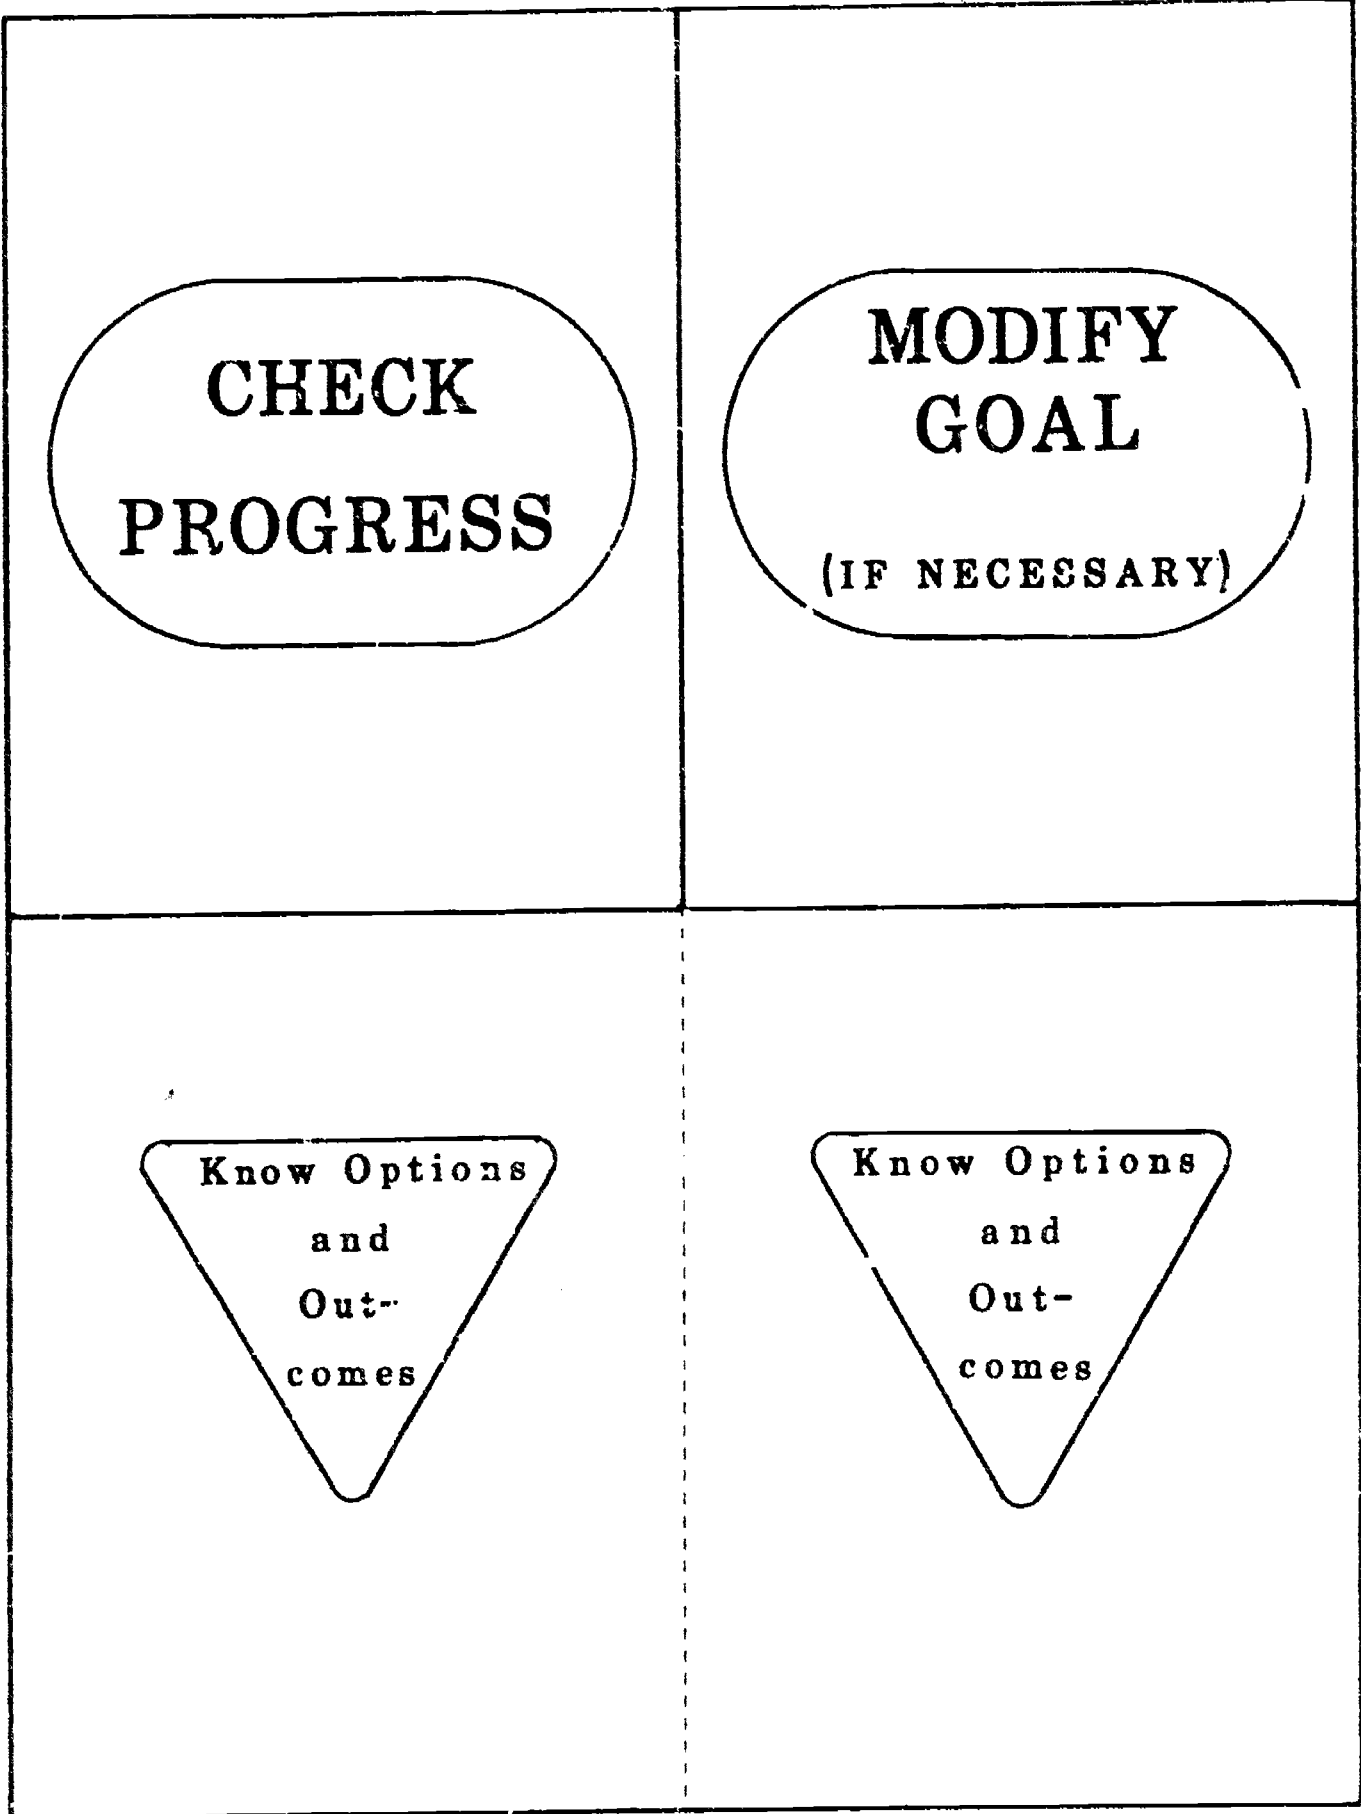 CHECK
PROGRESS
MODIFY
GOAL
(IF NECESSARY)
Know Options
and
Out-
comes
Know Options
and
Out-
comes